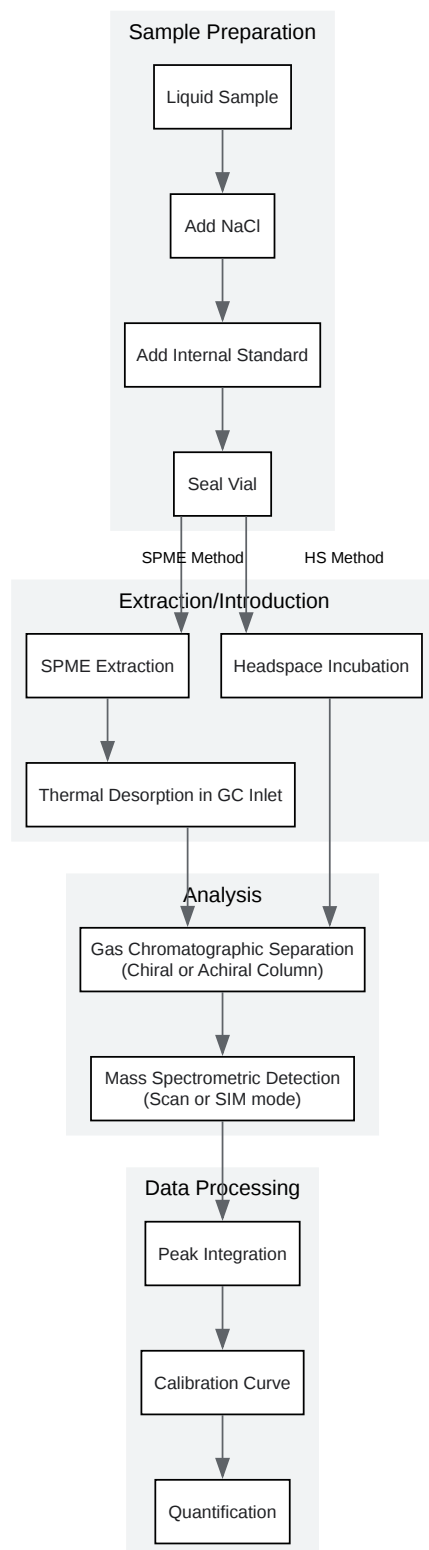 Sample Preparation
Liquid Sample
Add NaCl
Add Internal Standard
Seal Vial
SPME Method
HS Method
Extraction/Introduction
SPME Extraction
Headspace Incubation
Thermal Desorption in GC Inlet
Analysis
Gas Chromatographic Separation
(Chiral or Achiral Column)
Mass Spectrometric Detection
(Scan or SIM mode)
Data Processing
Peak Integration
Calibration Curve
Quantification